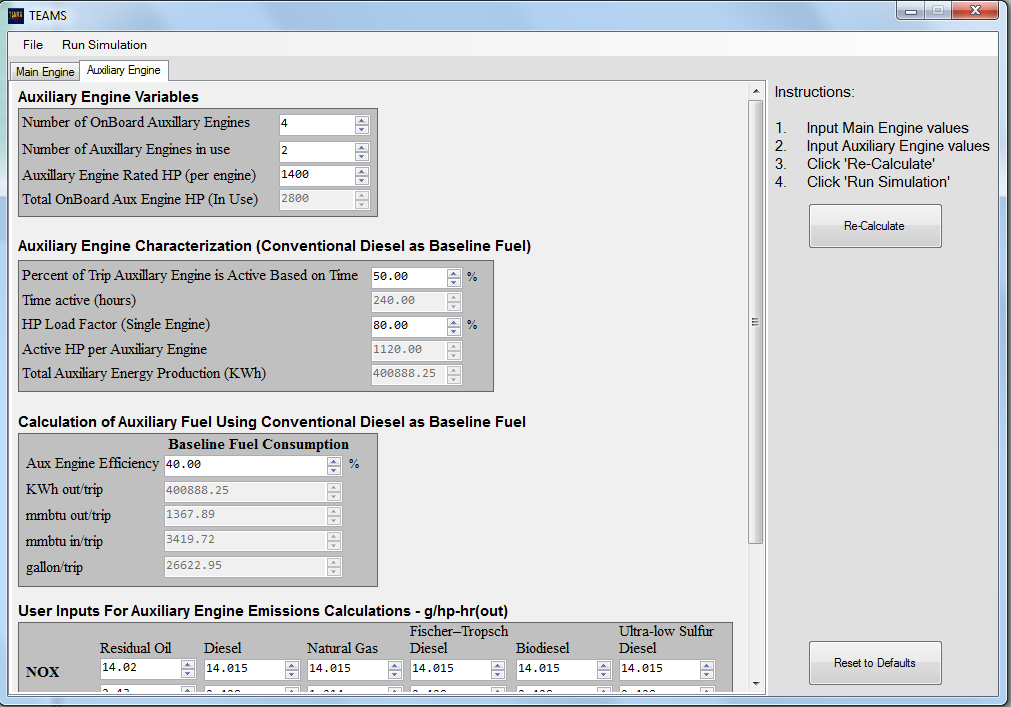 TEAMS
File Run Simulation
Main Engine Auxiliary Engine
Auxiliary Engine Variables
Number of OnBoard Auxillary Engines 4
Number of Auxillary Engines in use 2
Auxillary Engine Rated HP (per engine) 1400
Total OnBoard Aux Engine HP (In Use) 2800
Auxiliary Engine Characterization (Conventional Diesel as Baseline Fuel)
Percent of Trip Auxillary Engine is Active Based on Time 50.00 %
Time active (hours) 240.00
HP Load Factor (Single Engine) 80.00 %
Active HP per Auxiliary Engine 1120.00
Total Auxiliary Energy Production (KWh) 400888.25
Calculation of Auxiliary Fuel Using Conventional Diesel as Baseline Fuel
Baseline Fuel Consumption
Aux Engine Efficiency 40.00 %
KWh out/trip 400888.25
mmbtu out/trip 1367.89
mmbtu in/trip 3419.72
gallon/trip 26622.95
User Inputs For Auxiliary Engine Emissions Calculations - g/hp-hr(out)
Residual Oil Diesel Natural Gas Fischer–Tropsch Diesel Biodiesel Ultra-low Sulfur Diesel
NOX 14.02 14.015 14.015 14.015 14.015 14.015
Instructions:
1. Input Main Engine values
2. Input Auxiliary Engine values
3. Click 'Re-Calculate'
4. Click 'Run Simulation'
Re-Calculate
Reset to Defaults